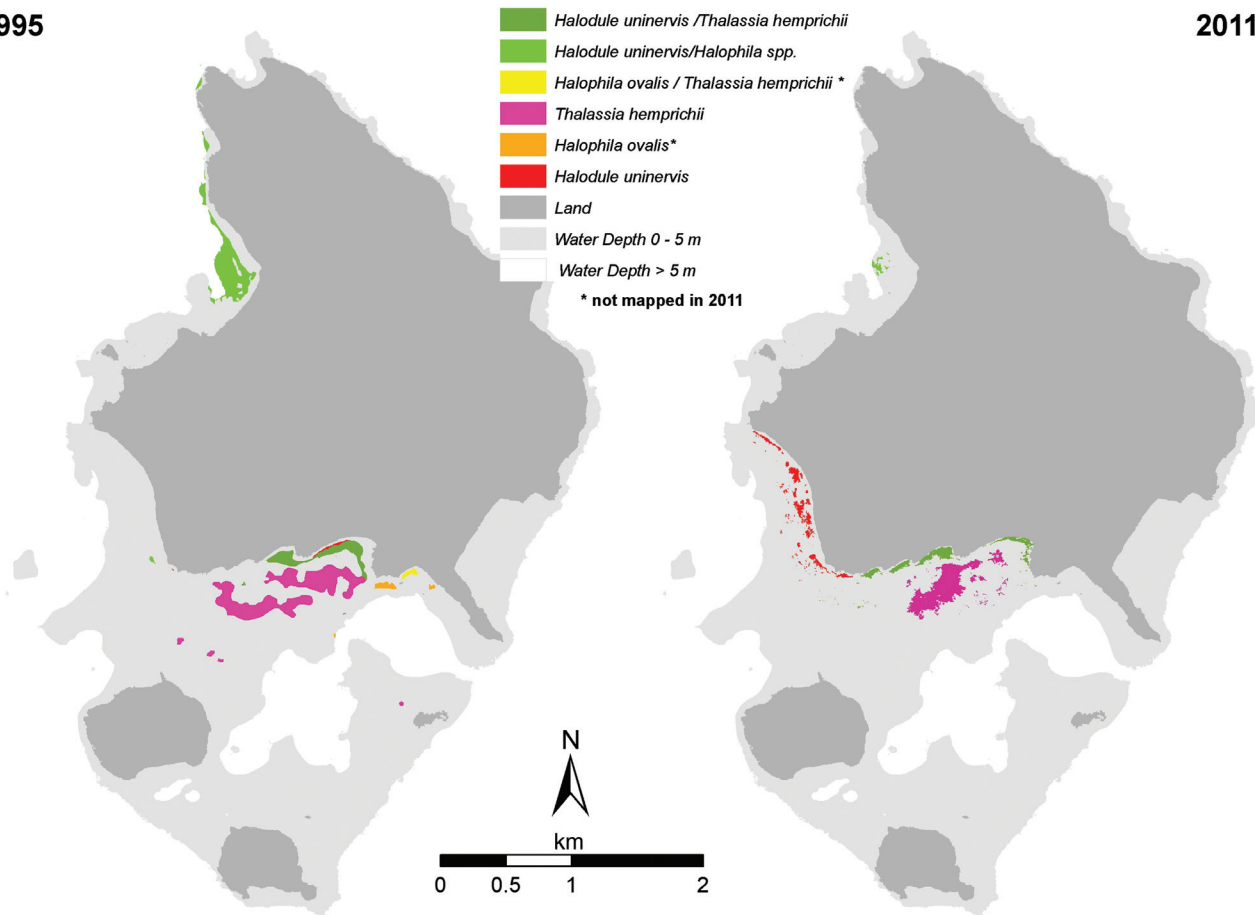 995
2011
Halodule uninervis /Thalassia hemprichii
Halodule uninervis/Halophila spp.
Halophila ovalis / Thalassia hemprichii *
Thalassia hemprichii
Halophila ovalis*
Halodule uninervis
Land
Water Depth 0 - 5 m
Water Depth > 5 m
* not mapped in 2011
N
km
0 0.5 1 2